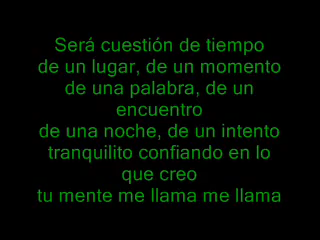 Será cuestión de tiempo
de un lugar, de un momento
de una palabra, de un
encuentro
de una noche, de un intento
tranquilito confiando en lo
que creo
tu mente me llama me llama